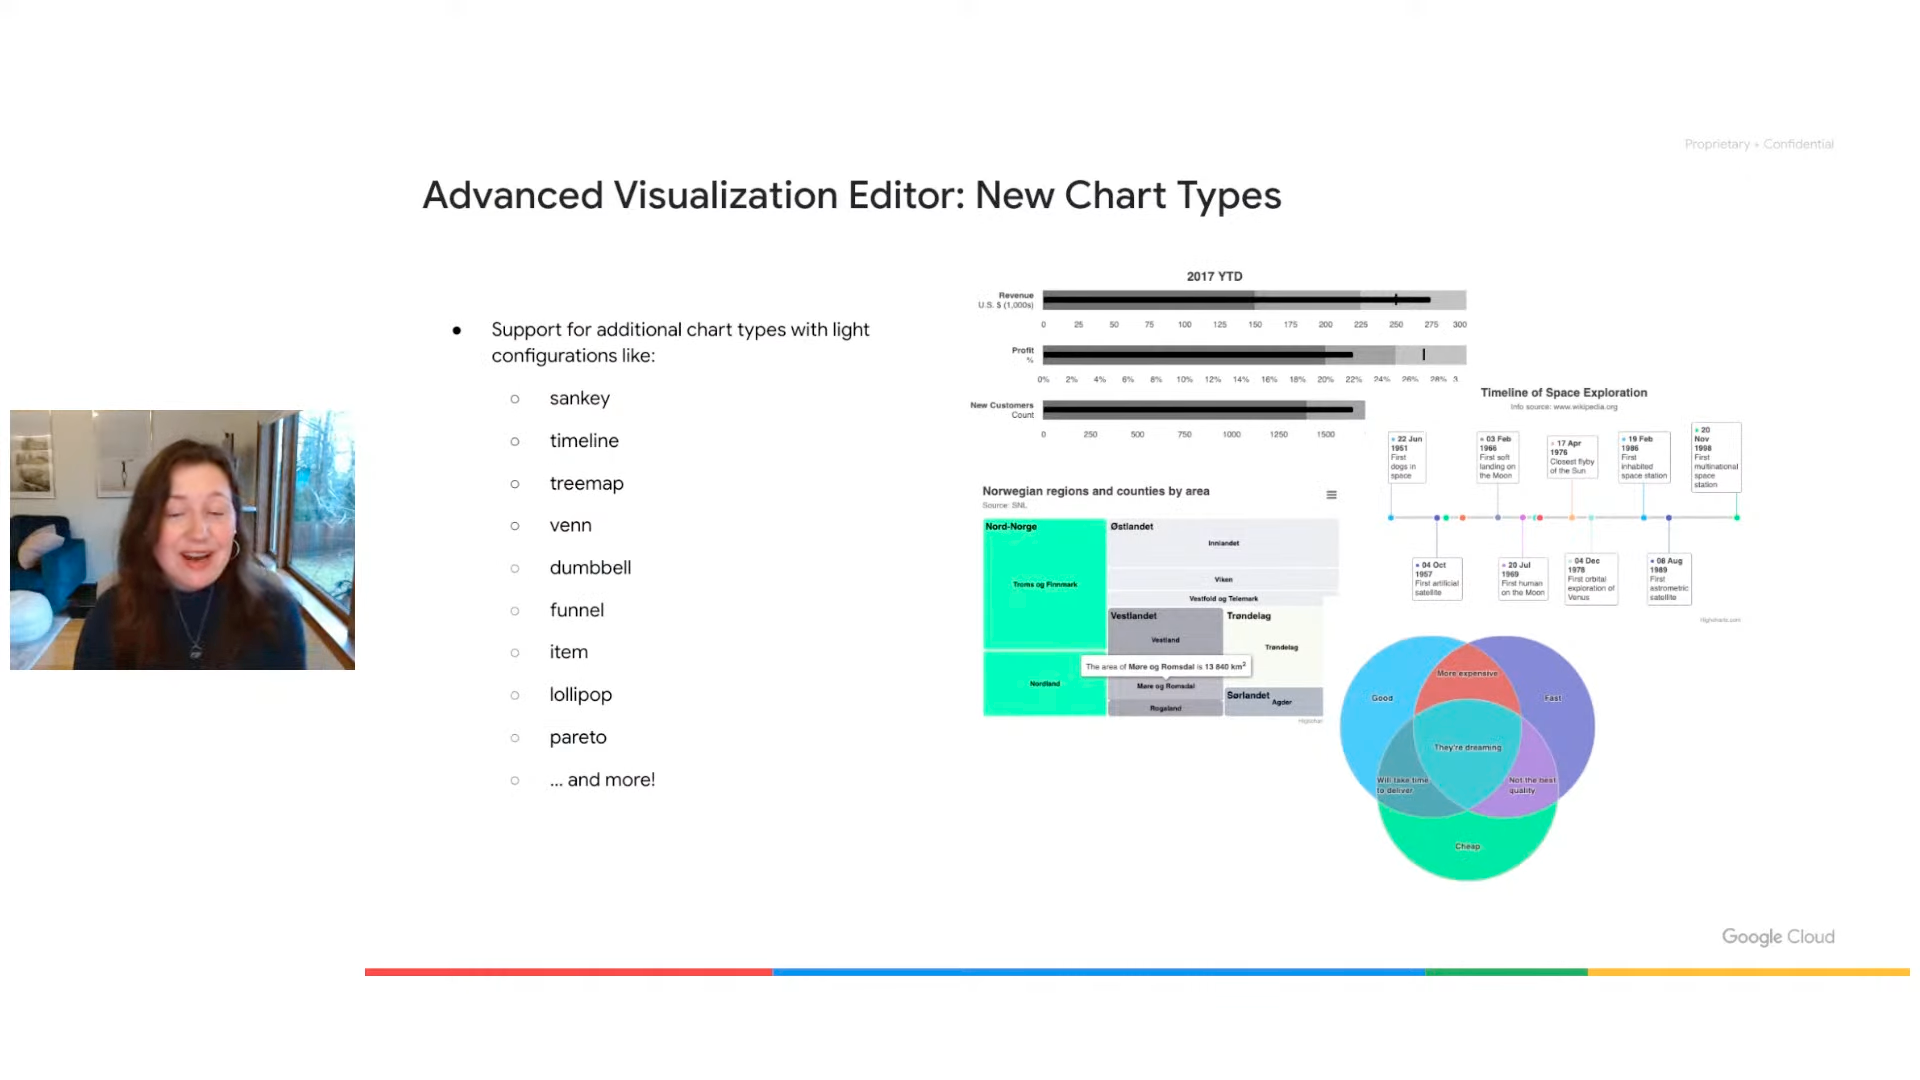 Proprietary + Confidential
Advanced Visualization Editor: New Chart Types
● Support for additional chart types with light
configurations like:
○ sankey
○ timeline
○ treemap
○ venn
○ dumbbell
○ funnel
○ item
○ lollipop
○ pareto
○ ... and more!
2017 YTD
Revenue
U.S. $ (1,000s)
0 25 50 75 100 125 150 175 200 225 250 275 300
Profit
%
0% 2% 4% 6% 8% 10% 12% 14% 16% 18% 20% 22% 24% 26% 28% 3
New Customers
Count
0 250 500 750 1000 1250 1500
Timeline of Space Exploration
Info source: www.wikipedia.org
22 Jun
1951
First
dogs in
space
03 Feb
1966
First soft
landing on
the Moon
17 Apr
1976
Closest flyby
of the Sun
19 Feb
1986
First
inhabited
space station
20
Nov
1998
First
multinational
space
station
04 Oct
1957
First artificial
satellite
20 Jul
1969
First human
on the Moon
04 Dec
1978
First orbital
exploration of
Venus
08 Aug
1989
First
astrometric
satellite
Highcharts.com
Norwegian regions and counties by area
Source: SNL
Nord-Norge
Troms og Finnmark
Nordland
Østlandet
Innlandet
Viken
Vestfold og Telemark
Vestlandet
Vestland
The area of Møre og Romsdal is 13 840 km²
Møre og Romsdal
Rogaland
Trøndelag
Trøndelag
Sørlandet
Agder
Highchar
Good
More expensive
Fast
They're dreaming
Will take time
to deliver
Not the best
quality
Cheap
Google Cloud